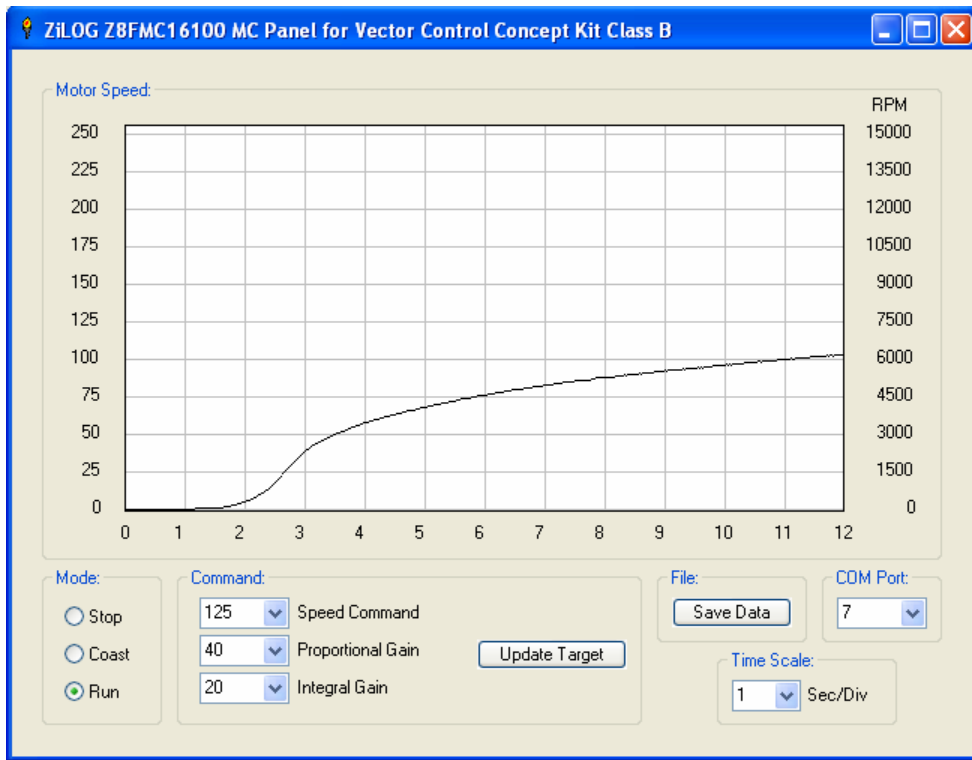 ZiLOG Z8FMC16100 MC Panel for Vector Control Concept Kit Class B
Motor Speed:
RPM
250 15000
225 13500
200 12000
175 10500
150 9000
125 7500
100 6000
75 4500
50 3000
25 1500
0 0
0 1 2 3 4 5 6 7 8 9 10 11 12
Mode:
Stop
Coast
Run
Command:
125 Speed Command
40 Proportional Gain
20 Integral Gain
Update Target
File:
Save Data
COM Port:
7
Time Scale:
1 Sec/Div